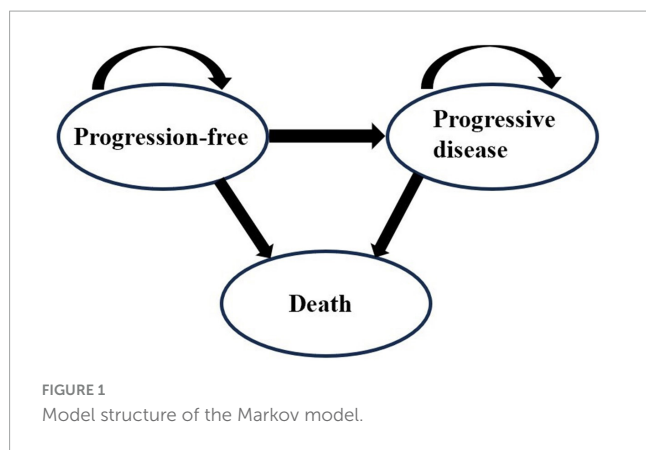 Progression-free
Progressive
disease
Death
FIGURE 1
Model structure of the Markov model.